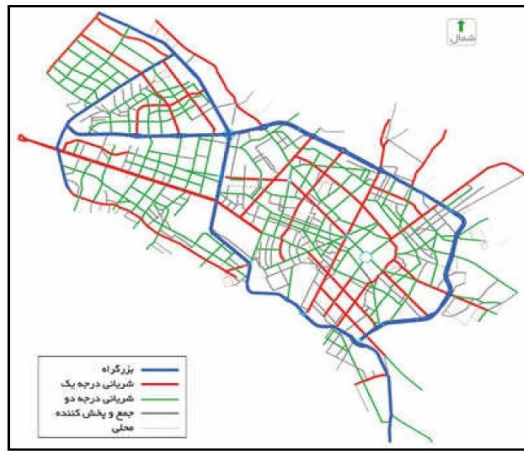 شمال
بزرگراه
شریانی درجه یک
شریانی درجه دو
جمع و پخش کننده
محلی